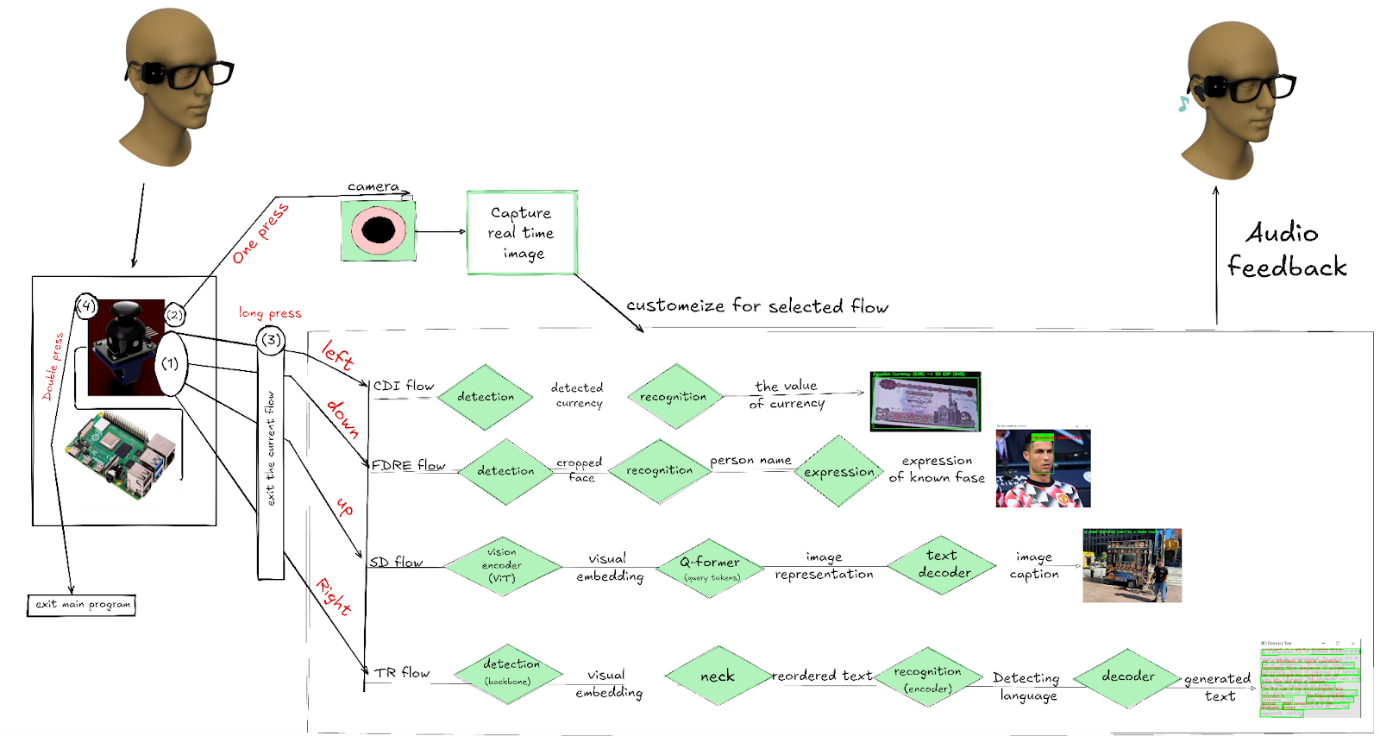 camera
One press
Capture
real time
image
Audio
feedback
customeize for selected flow
(4)
(2)
long press
(3)
(1)
Double press
exit the current flow
left
down
up
Right
CDI flow
detection
detected
currency
recognition
the value
of currency
FDRE flow
detection
cropped
face
recognition
person name
expression
expression
of known fase
SD flow
vision
encoder
(ViT)
visual
embedding
Q-former
(query tokens)
image
representation
text
decoder
image
caption
exit main program
TR flow
detection
(backbone)
visual
embedding
neck
reordered text
recognition
(encoder)
Detecting
language
decoder
generated
text